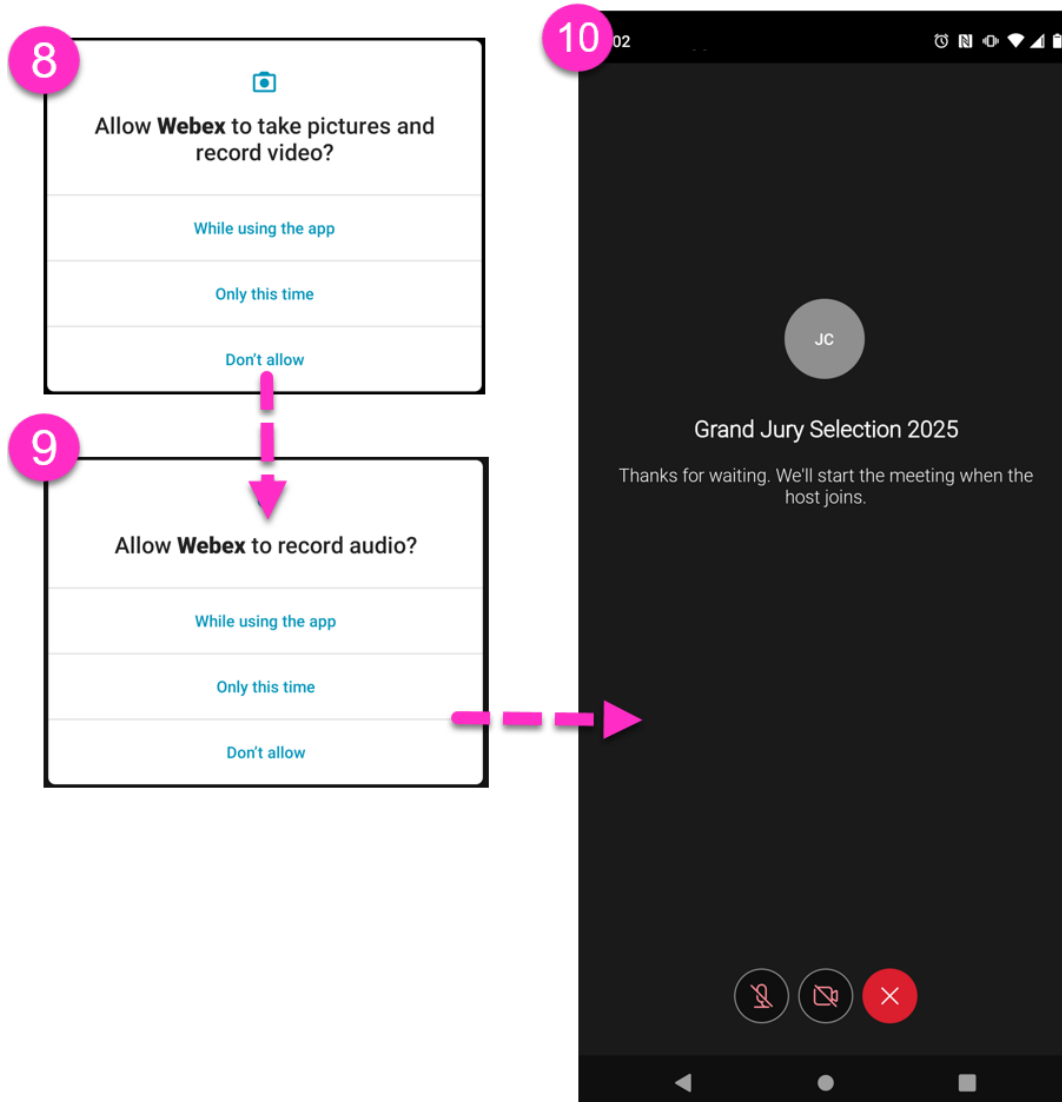 8
Allow Webex to take pictures and
record video?
While using the app
Only this time
Don't allow
9
Allow Webex to record audio?
While using the app
Only this time
Don't allow
10
02
JC
Grand Jury Selection 2025
Thanks for waiting. We'll start the meeting when the
host joins.